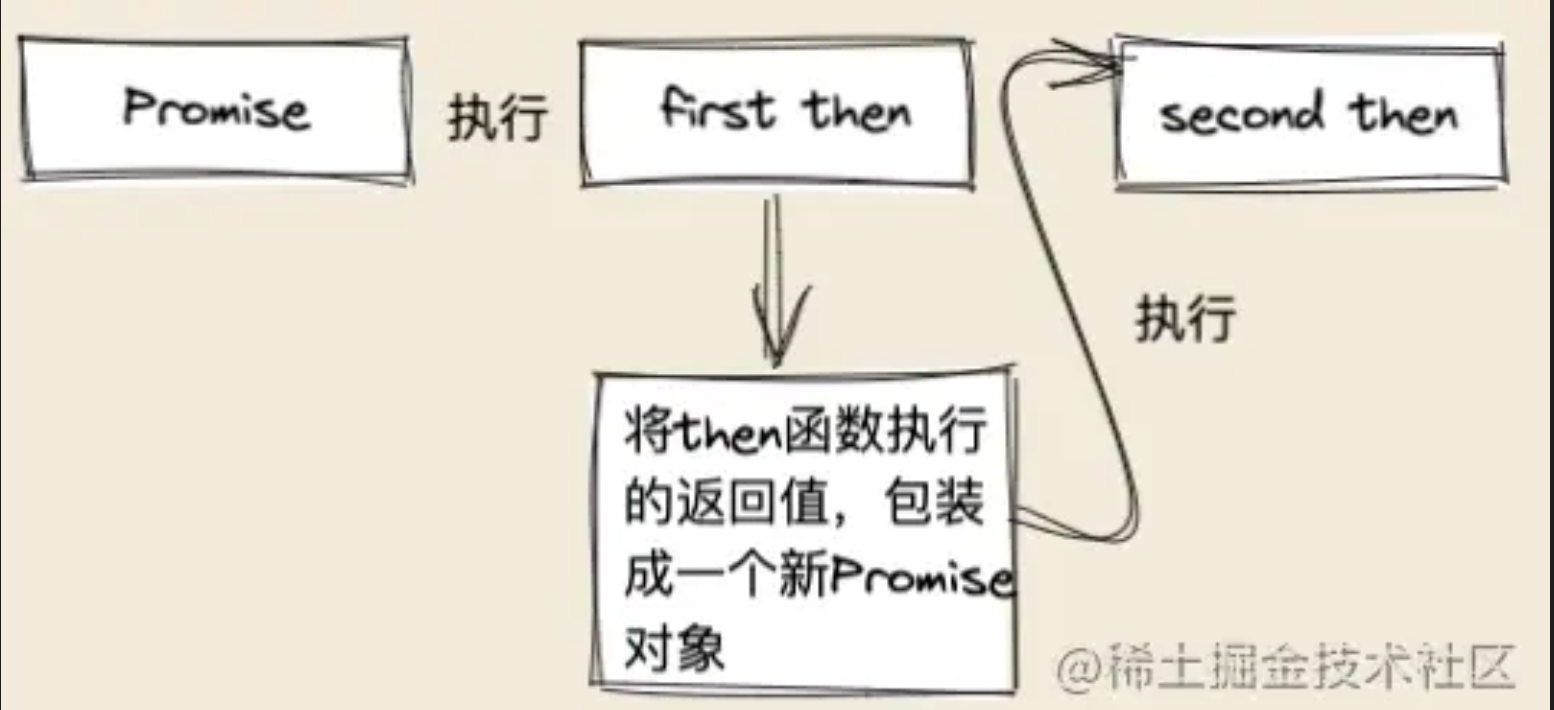 Promise
执行
first then
second then
执行
将then函数执行
的返回值，包装
成一个新Promise
对象
@稀土掘金技术社区